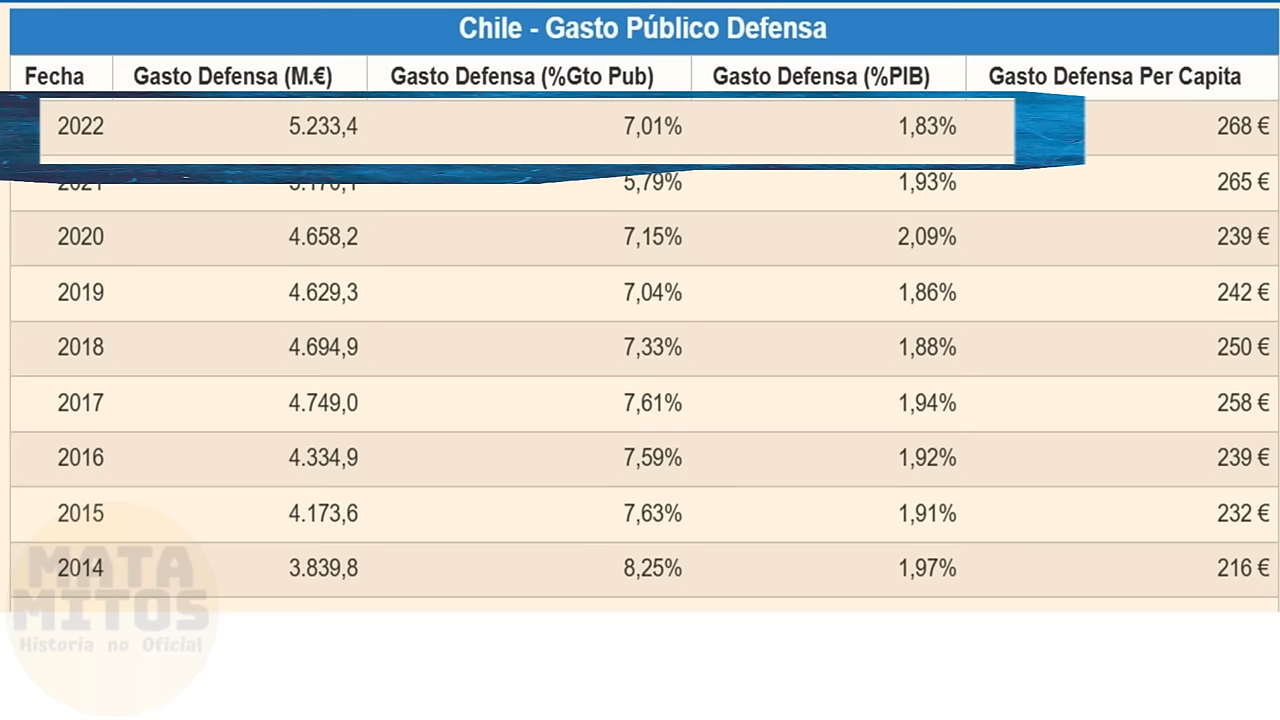 Chile - Gasto Público Defensa
Fecha Gasto Defensa (M.€) Gasto Defensa (%Gto Pub) Gasto Defensa (%PIB) Gasto Defensa Per Capita
2022 5.233,4 7,01% 1,83% 268 €
2021 5,79% 1,93% 265 €
2020 4.658,2 7,15% 2,09% 239 €
2019 4.629,3 7,04% 1,86% 242 €
2018 4.694,9 7,33% 1,88% 250 €
2017 4.749,0 7,61% 1,94% 258 €
2016 4.334,9 7,59% 1,92% 239 €
2015 4.173,6 7,63% 1,91% 232 €
2014 3.839,8 8,25% 1,97% 216 €
MATA
MITOS
Historia no Oficial